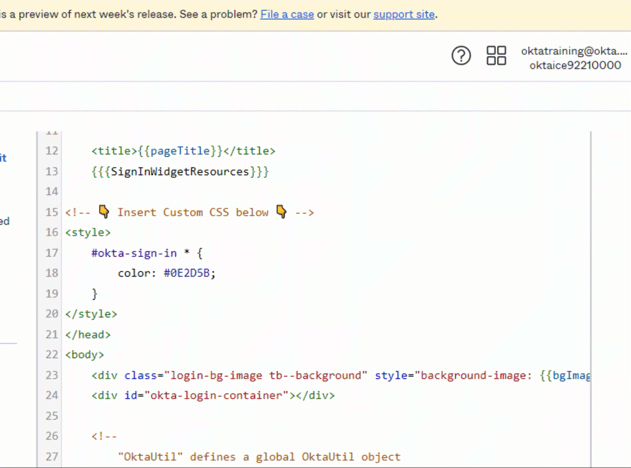 is a preview of next week's release. See a problem? File a case or visit our support site.
oktatraining@okta....
oktaice92210000
it
ed
11
12 <title>{{pageTitle}}</title>
13 {{{SignInWidgetResources}}}
14
15 <!-- 👇 Insert Custom CSS below 👇 -->
16 <style>
17 #okta-sign-in * {
18 color: #0E2D5B;
19 }
20 </style>
21 </head>
22 <body>
23 <div class="login-bg-image tb--background" style="background-image: {{bgImag
24 <div id="okta-login-container"></div>
25
26 <!--
27 "OktaUtil" defines a global OktaUtil object